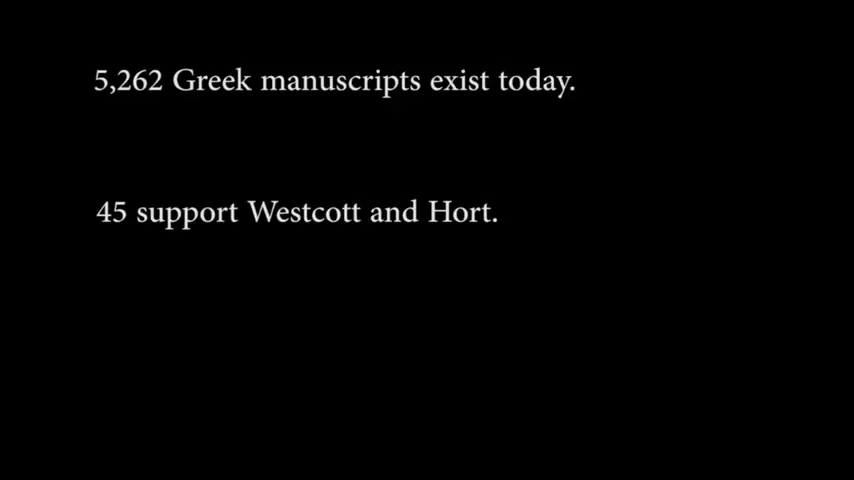 5,262 Greek manuscripts exist today.
45 support Westcott and Hort.